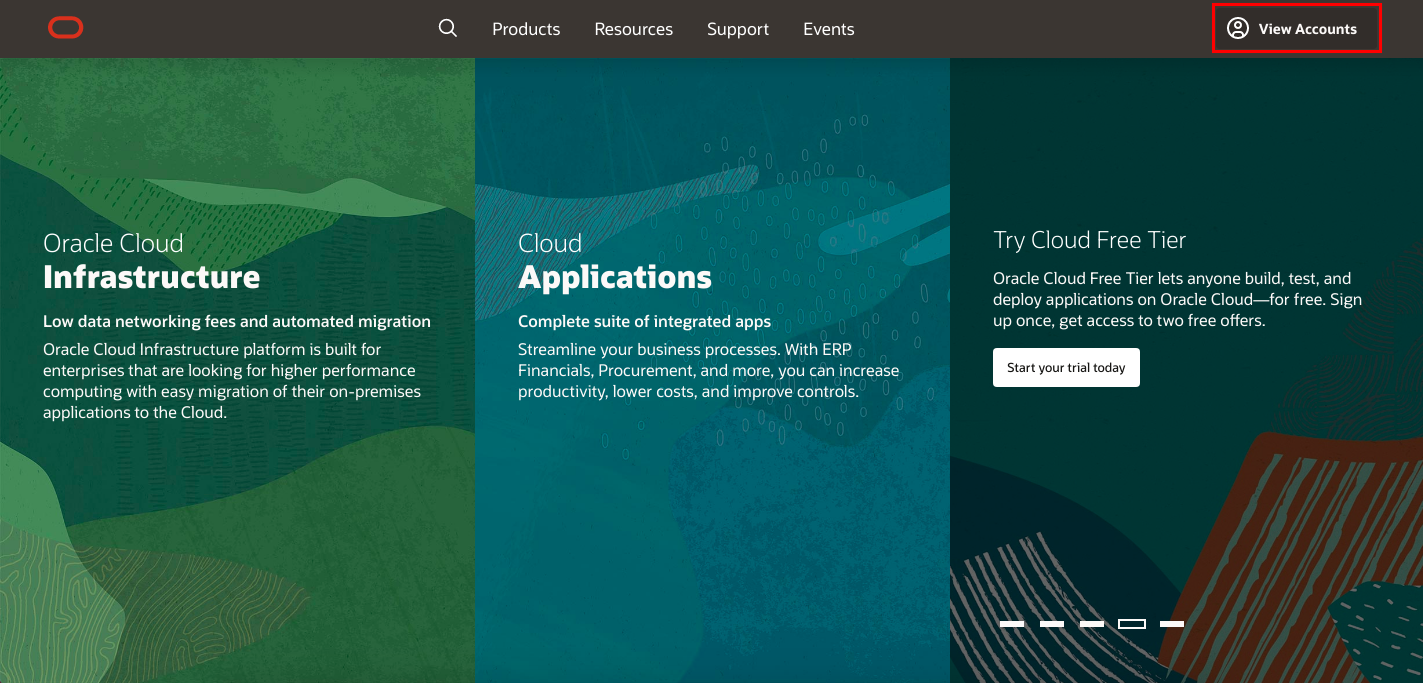 Products
Resources
Support
Events
View Accounts
Oracle Cloud
Infrastructure
Low data networking fees and automated migration
Oracle Cloud Infrastructure platform is built for
enterprises that are looking for higher performance
computing with easy migration of their on-premises
applications to the Cloud.
Cloud
Applications
Complete suite of integrated apps
Streamline your business processes. With ERP
Financials, Procurement, and more, you can increase
productivity, lower costs, and improve controls.
Try Cloud Free Tier
Oracle Cloud Free Tier lets anyone build, test, and
deploy applications on Oracle Cloud—for free. Sign
up once, get access to two free offers.
Start your trial today